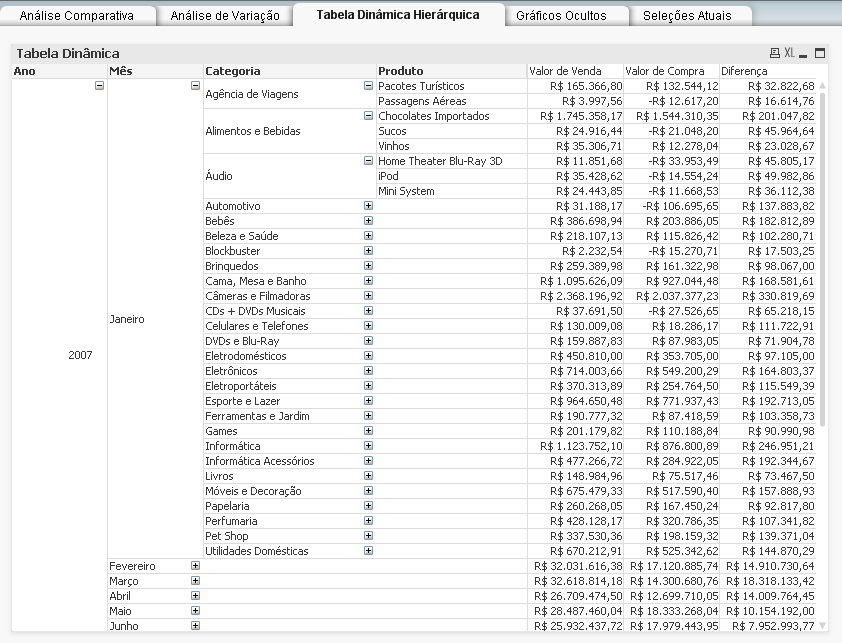 Análise Comparativa Análise de Variação Tabela Dinâmica Hierárquica Gráficos Ocultos Seleções Atuais
Tabela Dinâmica XL
Ano Mês Categoria Produto Valor de Venda Valor de Compra Diferença
2007 Janeiro Agência de Viagens Pacotes Turísticos R$ 165.366,80 R$ 132.544,12 R$ 32.822,68
Passagens Aéreas R$ 3.997,56 -R$ 12.617,20 R$ 16.614,76
Alimentos e Bebidas Chocolates Importados R$ 1.745.358,17 R$ 1.544.310,35 R$ 201.047,82
Sucos R$ 24.916,44 -R$ 21.048,20 R$ 45.964,64
Vinhos R$ 35.306,71 R$ 12.278,04 R$ 23.028,67
Áudio Home Theater Blu-Ray 3D R$ 11.851,68 -R$ 33.953,49 R$ 45.805,17
iPod R$ 35.428,62 -R$ 14.554,24 R$ 49.982,86
Mini System R$ 24.443,85 -R$ 11.668,53 R$ 36.112,38
Automotivo R$ 31.188,17 -R$ 106.695,65 R$ 137.883,82
Bebês R$ 386.698,94 R$ 203.886,05 R$ 182.812,89
Beleza e Saúde R$ 218.107,13 R$ 115.826,42 R$ 102.280,71
Blockbuster R$ 2.232,54 -R$ 15.270,71 R$ 17.503,25
Brinquedos R$ 259.389,98 R$ 161.322,98 R$ 98.067,00
Cama, Mesa e Banho R$ 1.095.626,09 R$ 927.044,48 R$ 168.581,61
Câmeras e Filmadoras R$ 2.368.196,92 R$ 2.037.377,23 R$ 330.819,69
CDs + DVDs Musicais R$ 37.691,50 -R$ 27.526,65 R$ 65.218,15
Celulares e Telefones R$ 130.009,08 R$ 18.286,17 R$ 111.722,91
DVDs e Blu-Ray R$ 159.887,83 R$ 87.983,05 R$ 71.904,78
Eletrodomésticos R$ 450.810,00 R$ 353.705,00 R$ 97.105,00
Eletrônicos R$ 714.003,66 R$ 549.200,29 R$ 164.803,37
Eletroportáteis R$ 370.313,89 R$ 254.764,50 R$ 115.549,39
Esporte e Lazer R$ 964.650,48 R$ 771.937,43 R$ 192.713,05
Ferramentas e Jardim R$ 190.777,32 R$ 87.418,59 R$ 103.358,73
Games R$ 201.179,82 R$ 110.188,84 R$ 90.990,98
Informática R$ 1.123.752,10 R$ 876.800,89 R$ 246.951,21
Informática Acessórios R$ 477.266,72 R$ 284.922,05 R$ 192.344,67
Livros R$ 148.984,96 R$ 75.517,46 R$ 73.467,50
Móveis e Decoração R$ 675.479,33 R$ 517.590,40 R$ 157.888,93
Papelaria R$ 260.268,05 R$ 167.450,24 R$ 92.817,80
Perfumaria R$ 428.128,17 R$ 320.786,35 R$ 107.341,82
Pet Shop R$ 337.530,36 R$ 198.159,32 R$ 139.371,04
Utilidades Domésticas R$ 670.212,91 R$ 525.342,62 R$ 144.870,29
Fevereiro R$ 32.031.616,38 R$ 17.120.885,74 R$ 14.910.730,64
Março R$ 32.618.814,18 R$ 14.300.680,76 R$ 18.318.133,42
Abril R$ 26.709.474,50 R$ 12.699.710,05 R$ 14.009.764,45
Maio R$ 28.487.460,04 R$ 18.333.268,04 R$ 10.154.192,00
Junho R$ 25.932.437,72 R$ 17.979.443,95 R$ 7.952.993,77